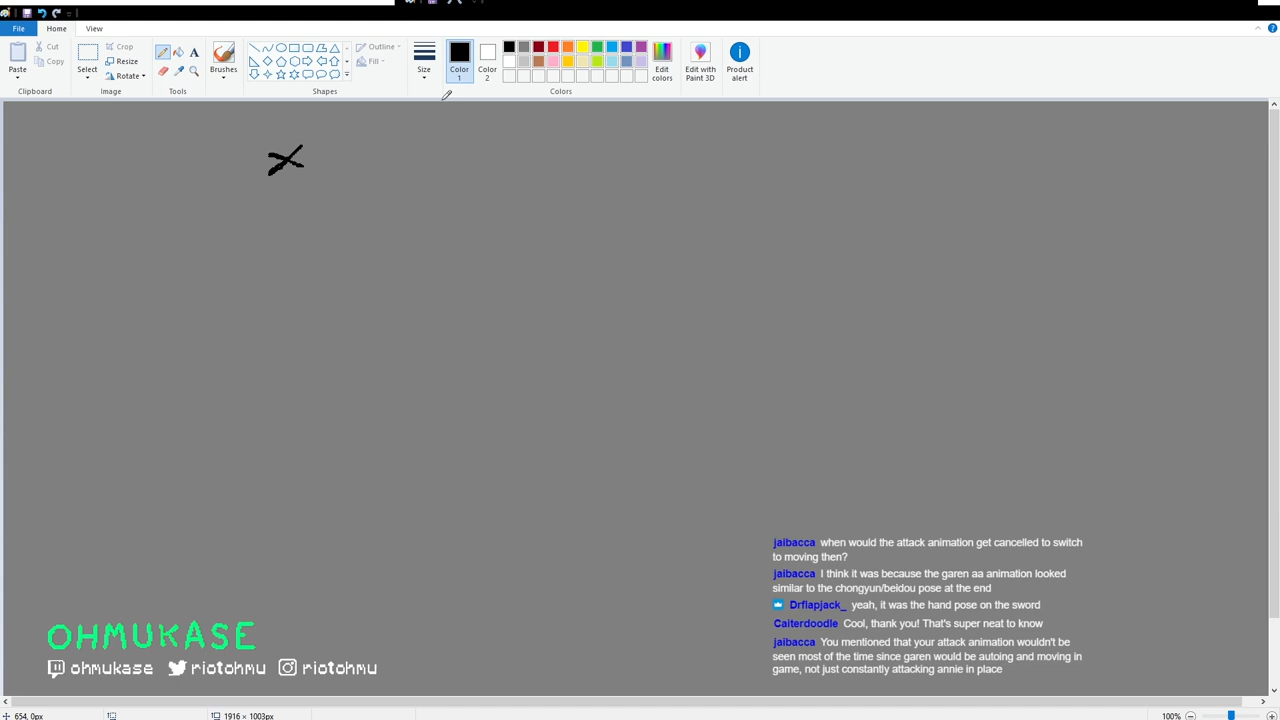 File Home View
Paste
Cut
Copy
Clipboard
Select
Crop
Resize
Rotate
Image
Tools
Brushes
Shapes
Outline
Fill
Size
Color
1
Color
2
Edit
colors
Colors
Edit with
Paint 3D
Product
alert
jaibacca when would the attack animation get cancelled to switch
to moving then?
jaibacca I think it was because the garen aa animation looked
similar to the chongyun/beidou pose at the end
Drflapjack_ yeah, it was the hand pose on the sword
Caiterdoodle Cool, thank you! That's super neat to know
jaibacca You mentioned that your attack animation wouldn't be
seen most of the time since garen would be autoing and moving in
game, not just constantly attacking annie in place
OHMUKASE
ohmukase riotohmu riotohmu
654, 0px 1916 × 1003px 100%